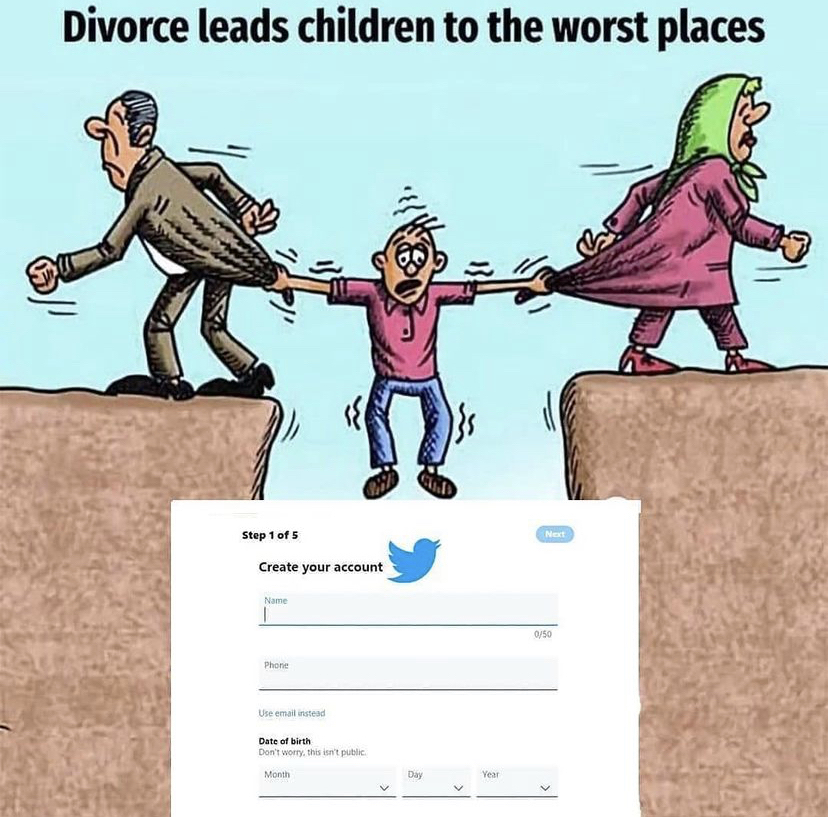 Divorce leads children to the worst places
Step 1 of 5
Next
Create your account
Name
0/50
Phone
Use email instead
Date of birth
Don't worry, this isn't public.
Month
Day
Year